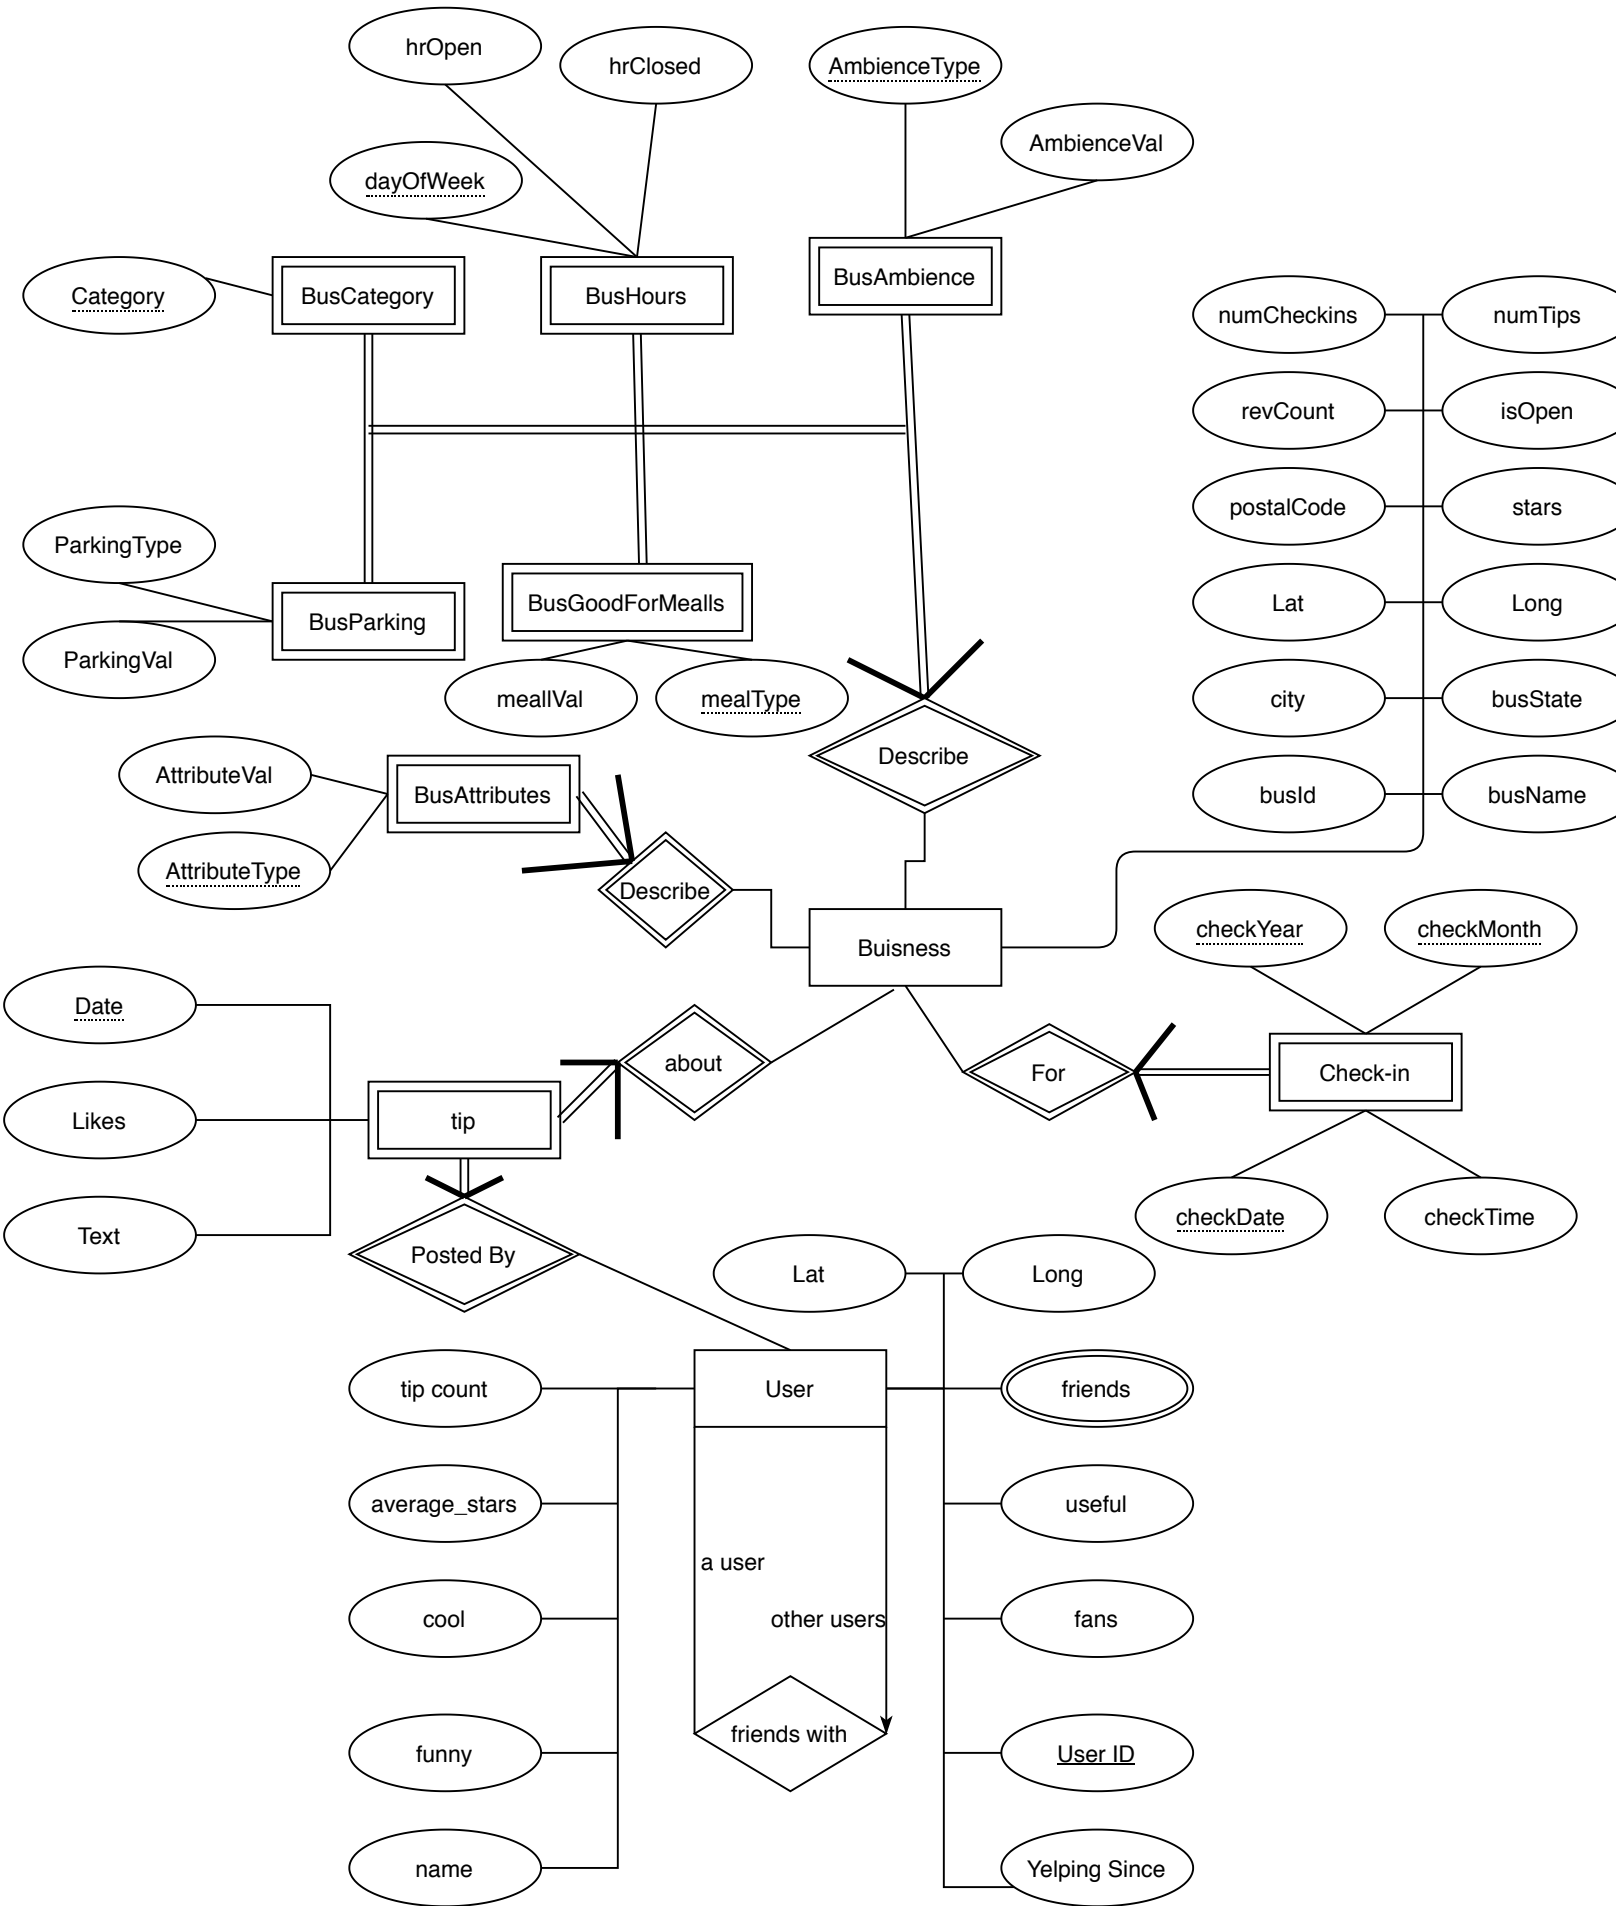 hrOpen
hrClosed
AmbienceType
AmbienceVal
dayOfWeek
Category
BusCategory
BusHours
BusAmbience
numCheckins
numTips
revCount
isOpen
postalCode
stars
ParkingType
BusParking
BusGoodForMealls
Lat
Long
ParkingVal
meallVal
mealType
city
busState
Describe
AttributeVal
BusAttributes
busId
busName
AttributeType
Describe
Buisness
checkYear
checkMonth
Date
about
For
Check-in
Likes
tip
Text
Posted By
checkDate
checkTime
Lat
Long
tip count
User
friends
average_stars
useful
a user
cool
other users
fans
funny
friends with
User ID
name
Yelping Since